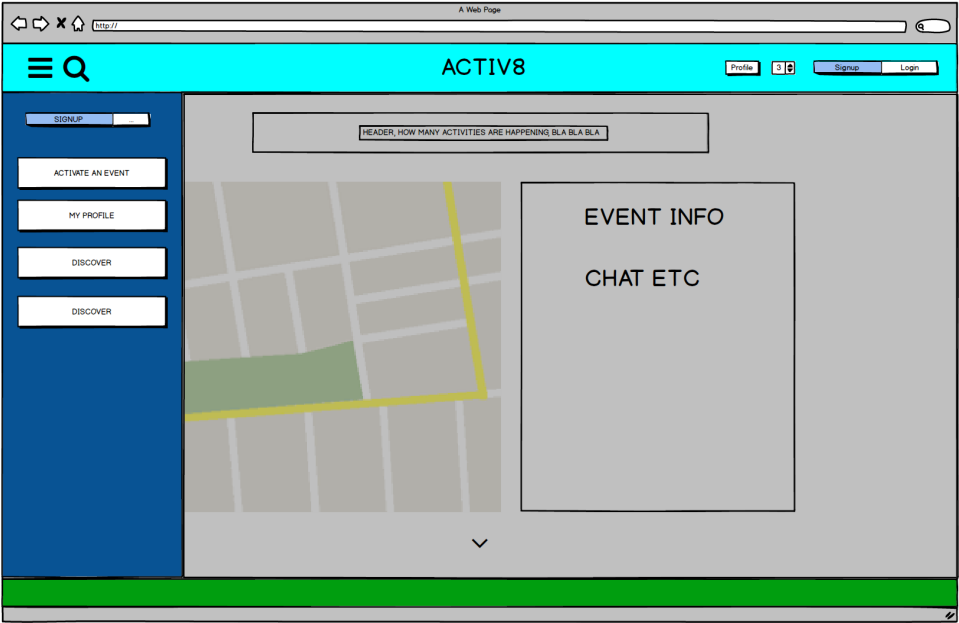 A Web Page
http://
ACTIV8
Profile
3
Signup
Login
SIGNUP
...
HEADER, HOW MANY ACTIVITIES ARE HAPPENING, BLA BLA BLA
ACTIVATE AN EVENT
MY PROFILE
DISCOVER
DISCOVER
EVENT INFO
CHAT ETC